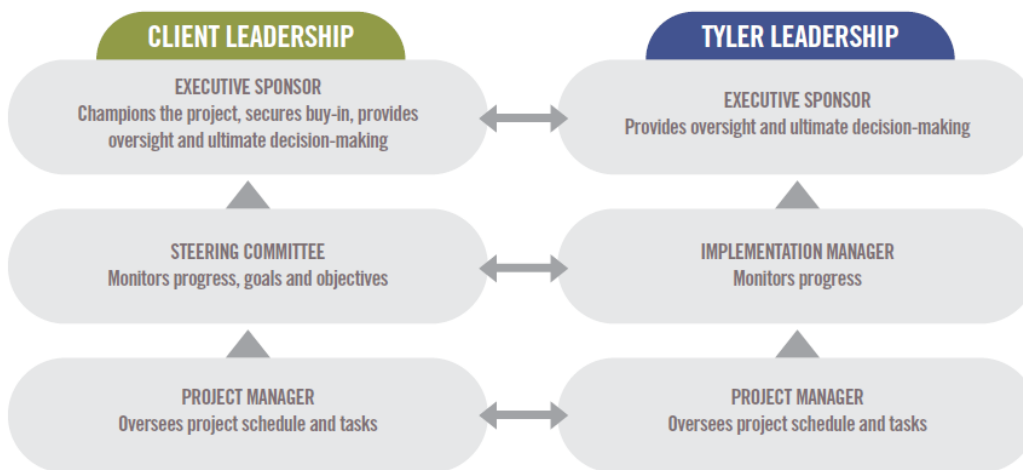 CLIENT LEADERSHIP
EXECUTIVE SPONSOR
Champions the project, secures buy-in, provides
oversight and ultimate decision-making
STEERING COMMITTEE
Monitors progress, goals and objectives
PROJECT MANAGER
Oversees project schedule and tasks
TYLER LEADERSHIP
EXECUTIVE SPONSOR
Provides oversight and ultimate decision-making
IMPLEMENTATION MANAGER
Monitors progress
PROJECT MANAGER
Oversees project schedule and tasks